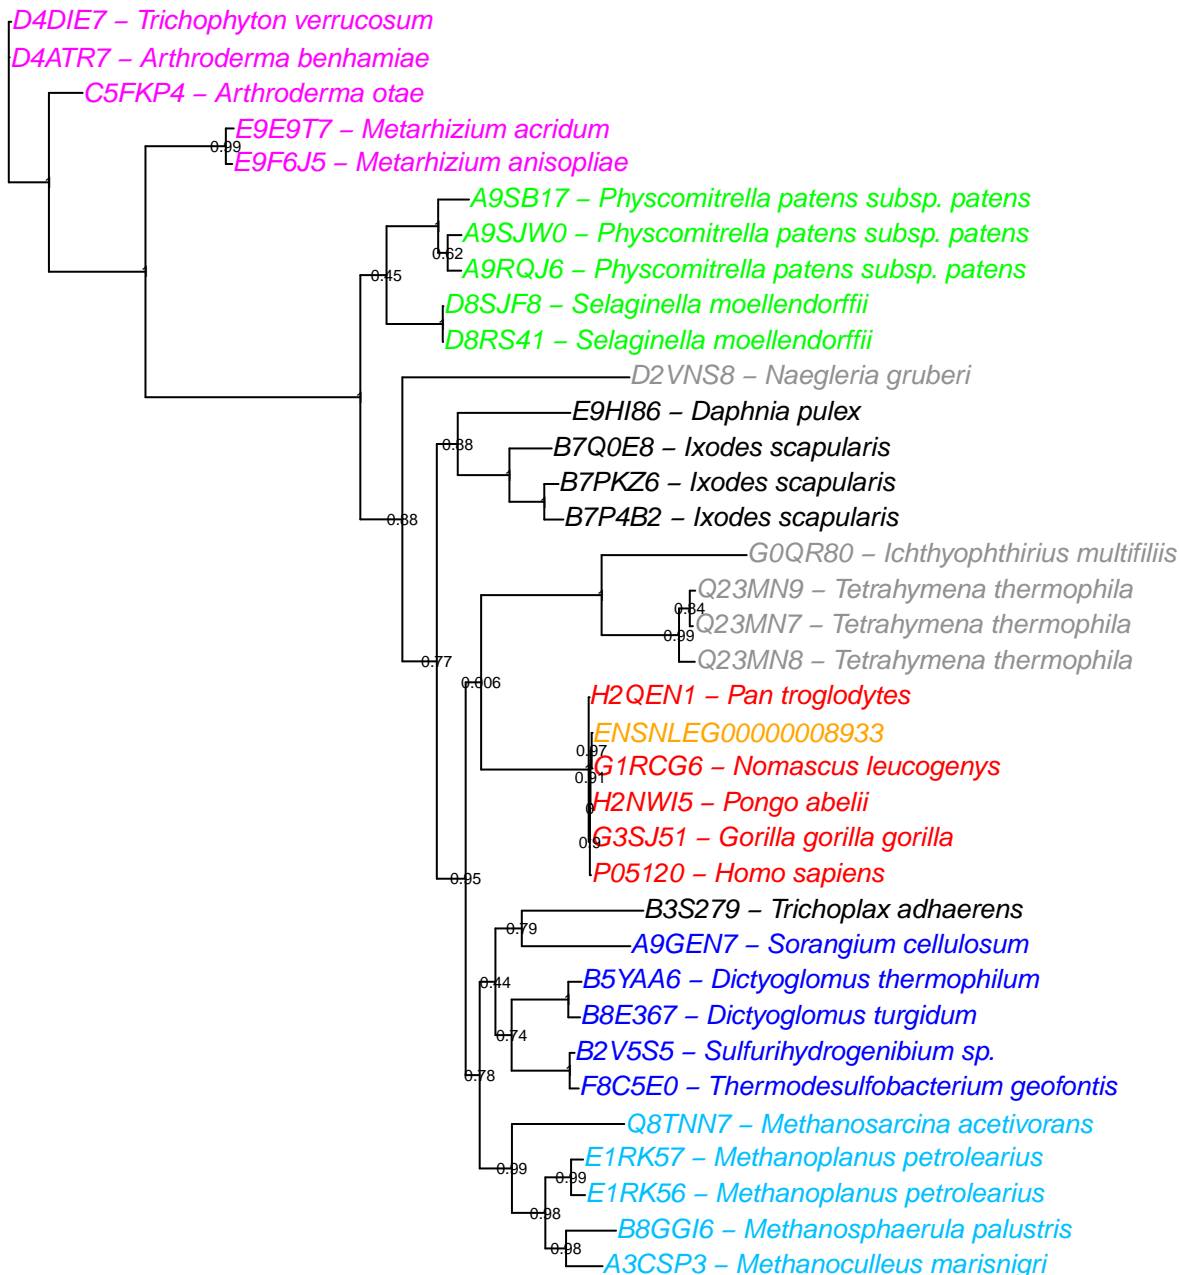 D4DIE7 – Trichophyton verrucosum
D4ATR7 – Arthroderma benhamiae
C5FKP4 – Arthroderma otae
E9E9T7 – Metarhizium acridum
0.99
E9F6J5 – Metarhizium anisopliae
A9SB17 – Physcomitrella patens subsp. patens
A9SJW0 – Physcomitrella patens subsp. patens
0.62
A9RQJ6 – Physcomitrella patens subsp. patens
0.45
D8SJF8 – Selaginella moellendorffii
D8RS41 – Selaginella moellendorffii
D2VNS8 – Naegleria gruberi
E9HI86 – Daphnia pulex
0.88
B7Q0E8 – Ixodes scapularis
B7PKZ6 – Ixodes scapularis
B7P4B2 – Ixodes scapularis
0.88
G0QR80 – Ichthyophthirius multifiliis
Q23MN9 – Tetrahymena thermophila
0.84
Q23MN7 – Tetrahymena thermophila
0.99
Q23MN8 – Tetrahymena thermophila
0.77
0.006
H2QEN1 – Pan troglodytes
ENSNLEG00000008933
0.97
G1RCG6 – Nomascus leucogenys
0.91
H2NWI5 – Pongo abelii
0
G3SJ51 – Gorilla gorilla gorilla
0.9
P05120 – Homo sapiens
0.95
B3S279 – Trichoplax adhaerens
0.79
A9GEN7 – Sorangium cellulosum
0.44
B5YAA6 – Dictyoglomus thermophilum
B8E367 – Dictyoglomus turgidum
0.74
B2V5S5 – Sulfurihydrogenibium sp.
0.78
F8C5E0 – Thermodesulfobacterium geofontis
Q8TNN7 – Methanosarcina acetivorans
0.99
E1RK57 – Methanoplanus petrolearius
0.99
E1RK56 – Methanoplanus petrolearius
0.98
B8GGI6 – Methanosphaerula palustris
0.98
A3CSP3 – Methanoculleus marisnigri